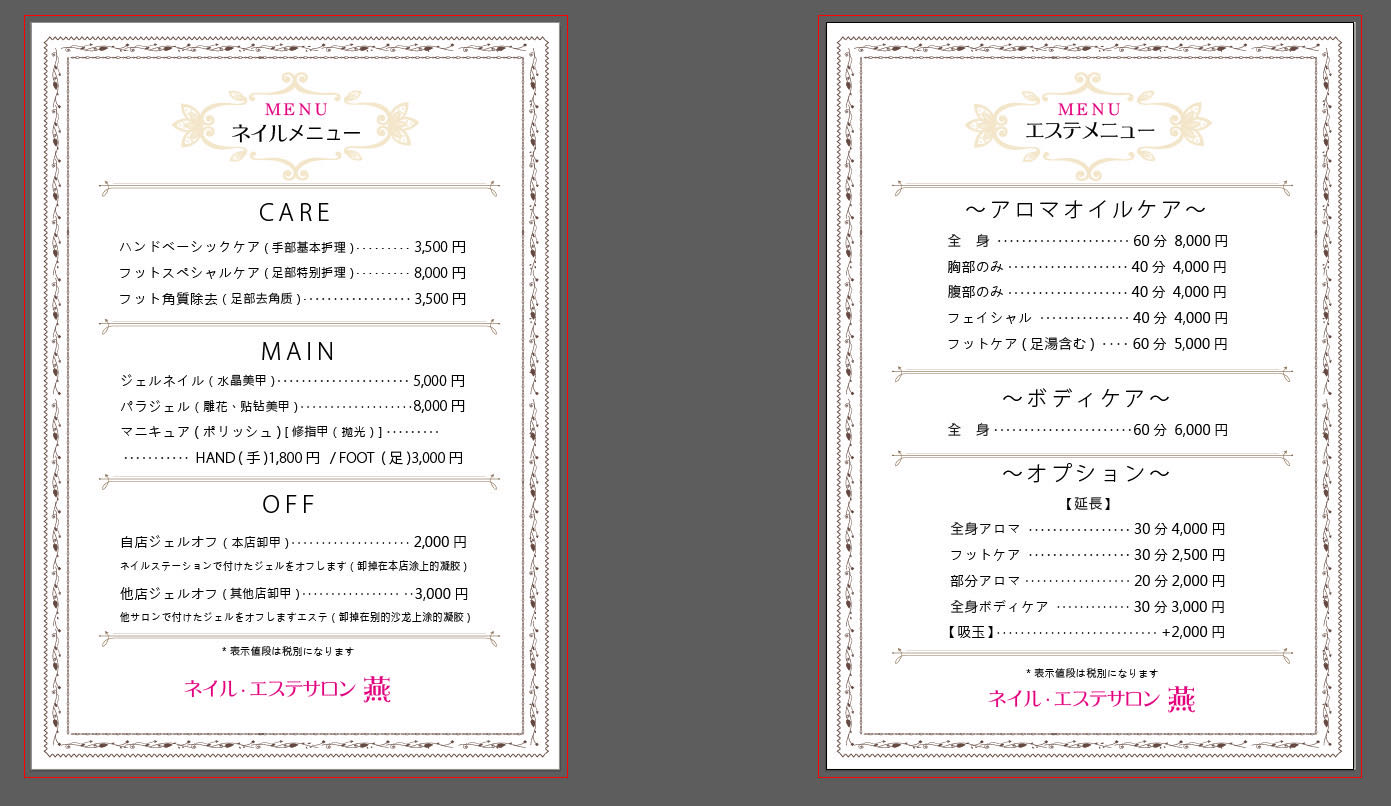 MENU
ネイルメニュー
CARE
ハンドベーシックケア ( 手部基本护理 ) ········· 3,500 円
フットスペシャルケア ( 足部特别护理 ) ········· 8,000 円
フット角質除去 ( 足部去角质 ) ·················· 3,500 円
MAIN
ジェルネイル ( 水晶美甲 ) ······················ 5,000 円
パラジェル ( 雕花、贴钻美甲 ) ···················8,000 円
マニキュア ( ポリッシュ ) [ 修指甲 ( 抛光 ) ] ·········
··········· HAND ( 手 )1,800 円 / FOOT ( 足 )3,000 円
OFF
自店ジェルオフ ( 本店卸甲 ) ···················· 2,000 円
ネイルステーションで付けたジェルをオフします ( 卸掉在本店涂上的凝胶 )
他店ジェルオフ ( 其他店卸甲 ) ················· ··3,000 円
他サロンで付けたジェルをオフしますエステ ( 卸掉在别的沙龙上涂的凝胶 )
* 表示値段は税別になります
ネイル · エステサロン 燕
MENU
エステメニュー
～アロマオイルケア～
全　身 ······················ 60 分 8,000 円
胸部のみ ···················· 40 分 4,000 円
腹部のみ ···················· 40 分 4,000 円
フェイシャル ··············· 40 分 4,000 円
フットケア ( 足湯含む ) ···· 60 分 5,000 円
～ボディケア～
全　身 ·······················60 分 6,000 円
～オプション～
【延長】
全身アロマ ················· 30 分 4,000 円
フットケア ················· 30 分 2,500 円
部分アロマ ·················· 20 分 2,000 円
全身ボディケア ············ 30 分 3,000 円
【吸玉】··························· +2,000 円
* 表示値段は税別になります
ネイル · エステサロン 燕